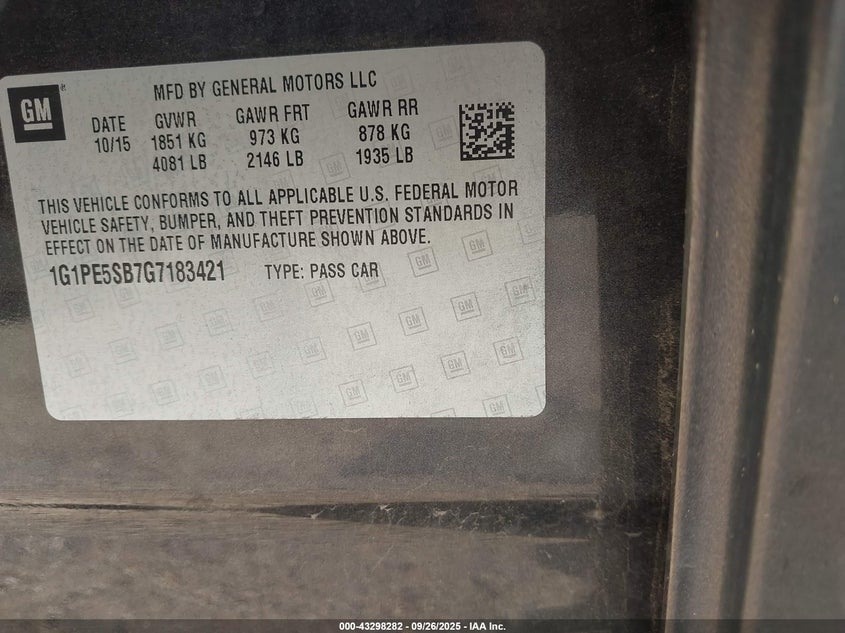 GM
MFD BY GENERAL MOTORS LLC
DATE GVWR GAWR FRT GAWR RR
10/15 1851 KG 973 KG 878 KG
4081 LB 2146 LB 1935 LB
THIS VEHICLE CONFORMS TO ALL APPLICABLE U.S. FEDERAL MOTOR
VEHICLE SAFETY, BUMPER, AND THEFT PREVENTION STANDARDS IN
EFFECT ON THE DATE OF MANUFACTURE SHOWN ABOVE.
1G1PE5SB7G7183421 TYPE: PASS CAR
000-43298282 - 09/26/2025 - IAA Inc.